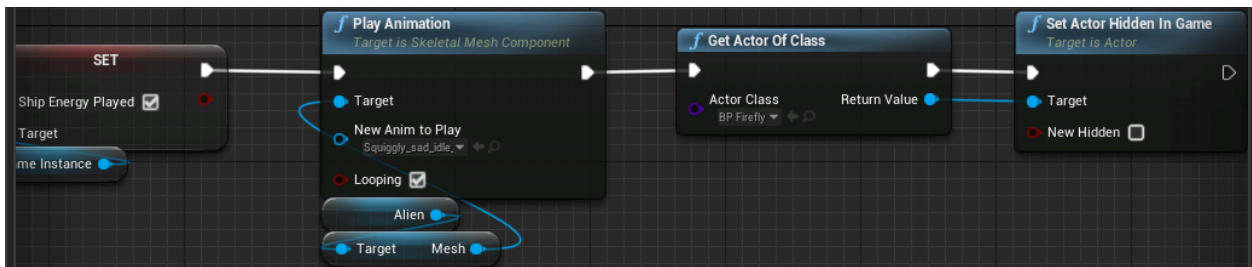 SET
Ship Energy Played
Target
me Instance
f Play Animation
Target is Skeletal Mesh Component
Target
New Anim to Play
Squiggly_sad_idle_
Looping
Alien
Target Mesh
f Get Actor Of Class
Actor Class Return Value
BP Firefly
f Set Actor Hidden In Game
Target is Actor
Target
New Hidden